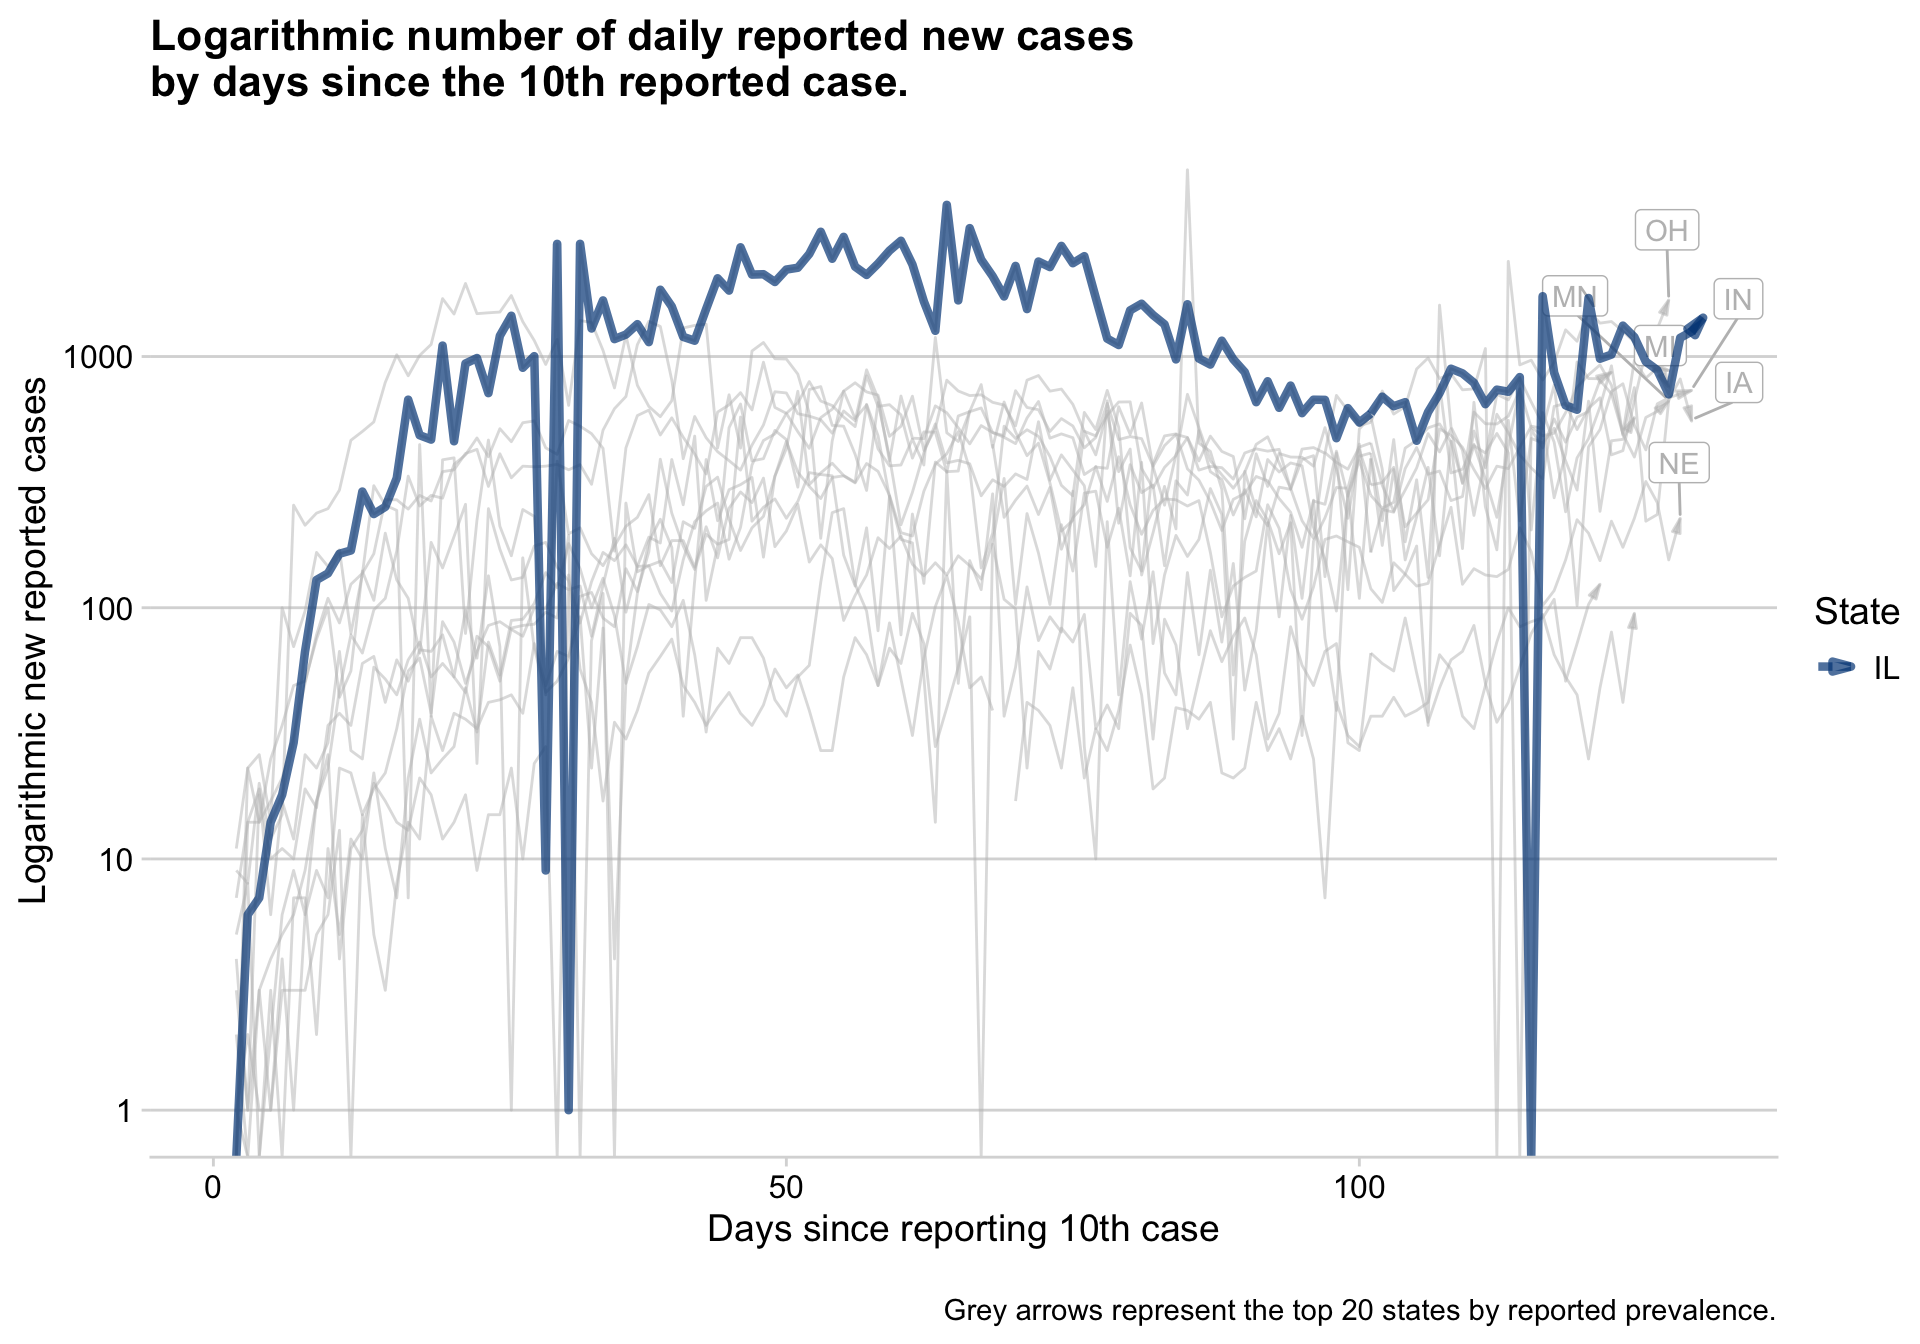 Logarithmic number of daily reported new cases
by days since the 10th reported case.
Logarithmic new reported cases
1000
100
10
1
OH
MN
IN
MI
IA
NE
State
IL
0
50
100
Days since reporting 10th case
Grey arrows represent the top 20 states by reported prevalence.